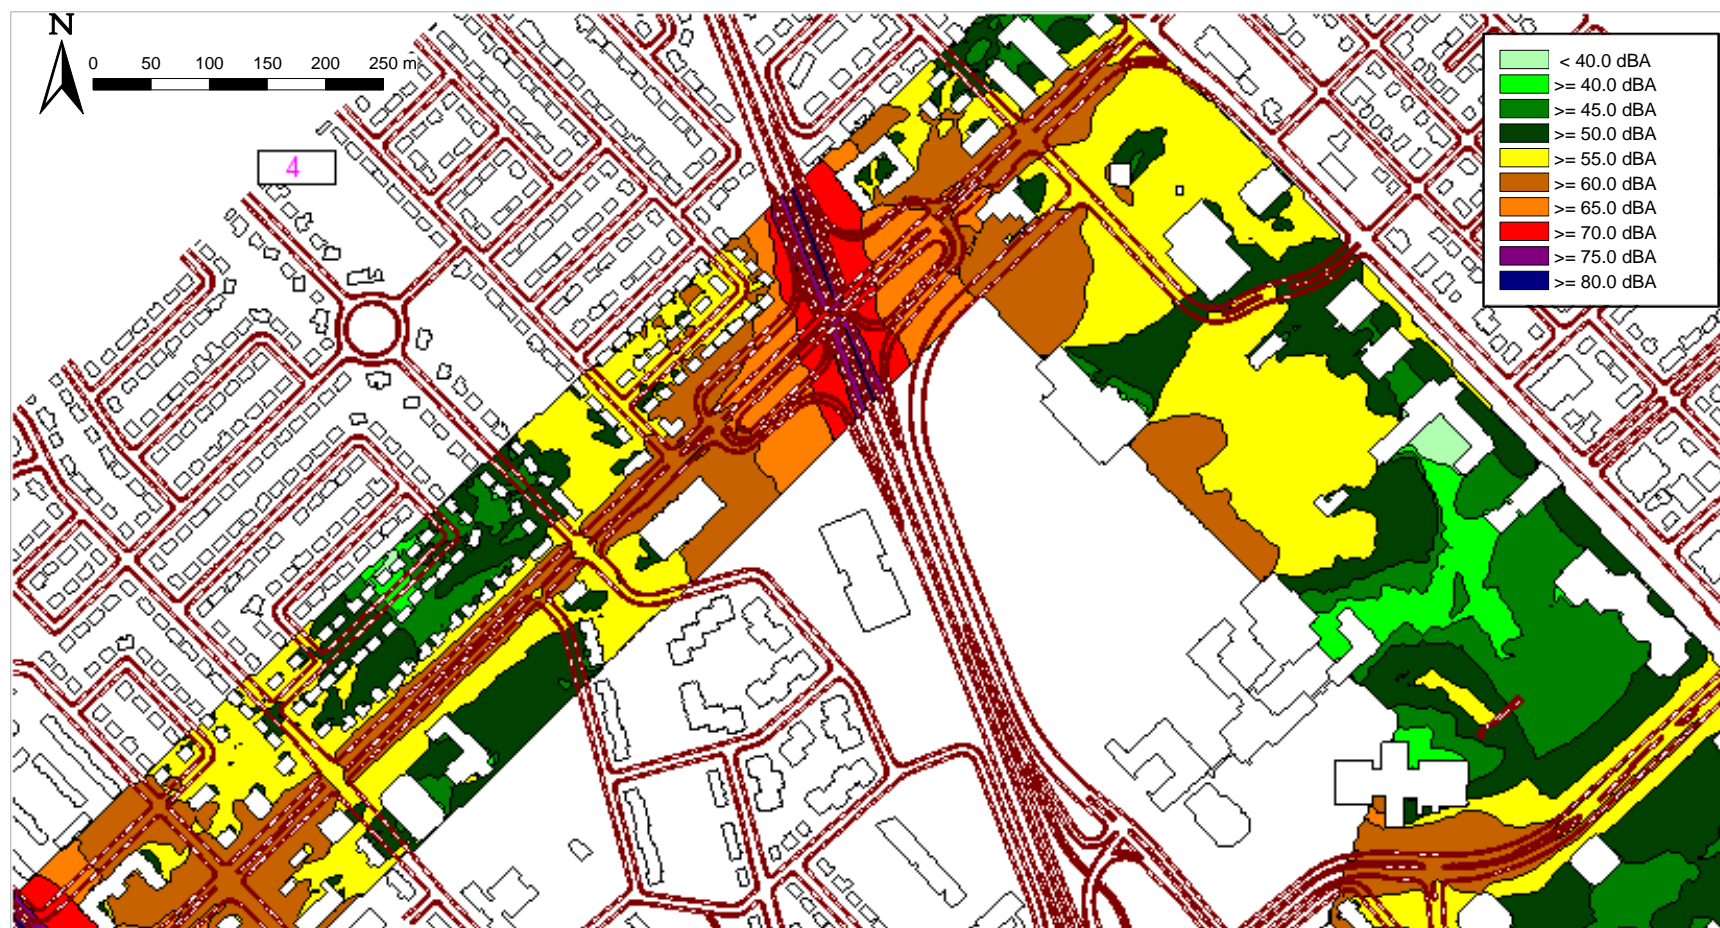 N
0 50 100 150 200 250 m
4
< 40.0 dBA
>= 40.0 dBA
>= 45.0 dBA
>= 50.0 dBA
>= 55.0 dBA
>= 60.0 dBA
>= 65.0 dBA
>= 70.0 dBA
>= 75.0 dBA
>= 80.0 dBA